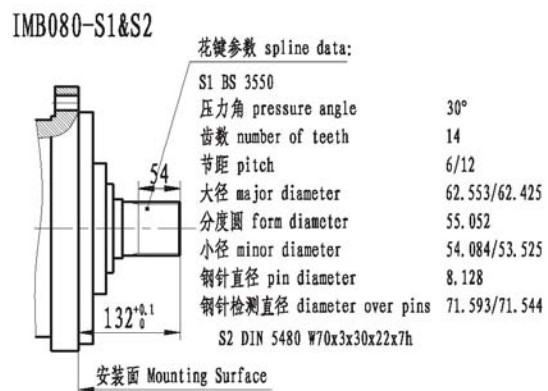 IMB080-S1&S2
花键参数 spline data:
S1 BS 3550
压力角 pressure angle 30°
齿数 number of teeth 14
节距 pitch 6/12
大径 major diameter 62.553/62.425
分度圆 form diameter 55.052
小径 minor diameter 54.084/53.525
钢针直径 pin diameter 8.128
钢针检测直径 diameter over pins 71.593/71.544
S2 DIN 5480 W70x3x30x22x7h
54
132+0.1 0
安装面 Mounting Surface